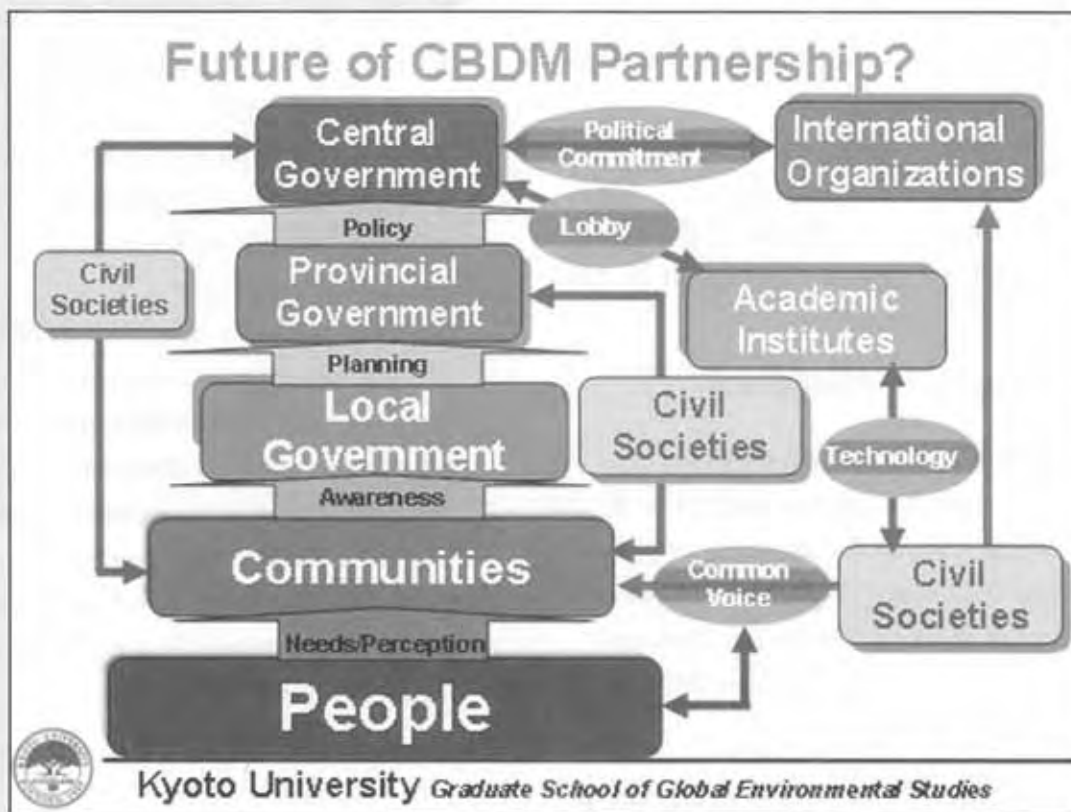 Future of CBDM Partnership?
Central
Government
Political
Commitment
International
Organizations
Policy
Lobby
Civil
Societies
Provincial
Government
Academic
Institutes
Planning
Local
Government
Civil
Societies
Technology
Awareness
Communities
Common
Voice
Civil
Societies
Needs/Perception
People
Kyoto University Graduate School of Global Environmental Studies